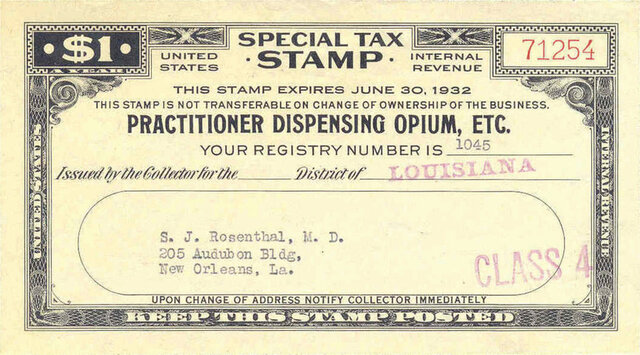 $1
A YEAR
UNITED STATES
SPECIAL TAX
STAMP
INTERNAL REVENUE
71254
THIS STAMP EXPIRES JUNE 30, 1932
THIS STAMP IS NOT TRANSFERABLE ON CHANGE OF OWNERSHIP OF THE BUSINESS.
PRACTITIONER DISPENSING OPIUM, ETC.
YOUR REGISTRY NUMBER IS 1045
Issued by the Collector for the District of LOUISIANA
S. J. Rosenthal, M. D.
205 Audubon Bldg,
New Orleans, La.
CLASS 4
UPON CHANGE OF ADDRESS NOTIFY COLLECTOR IMMEDIATELY
KEEP THIS STAMP POSTED
INTERNAL REVENUE